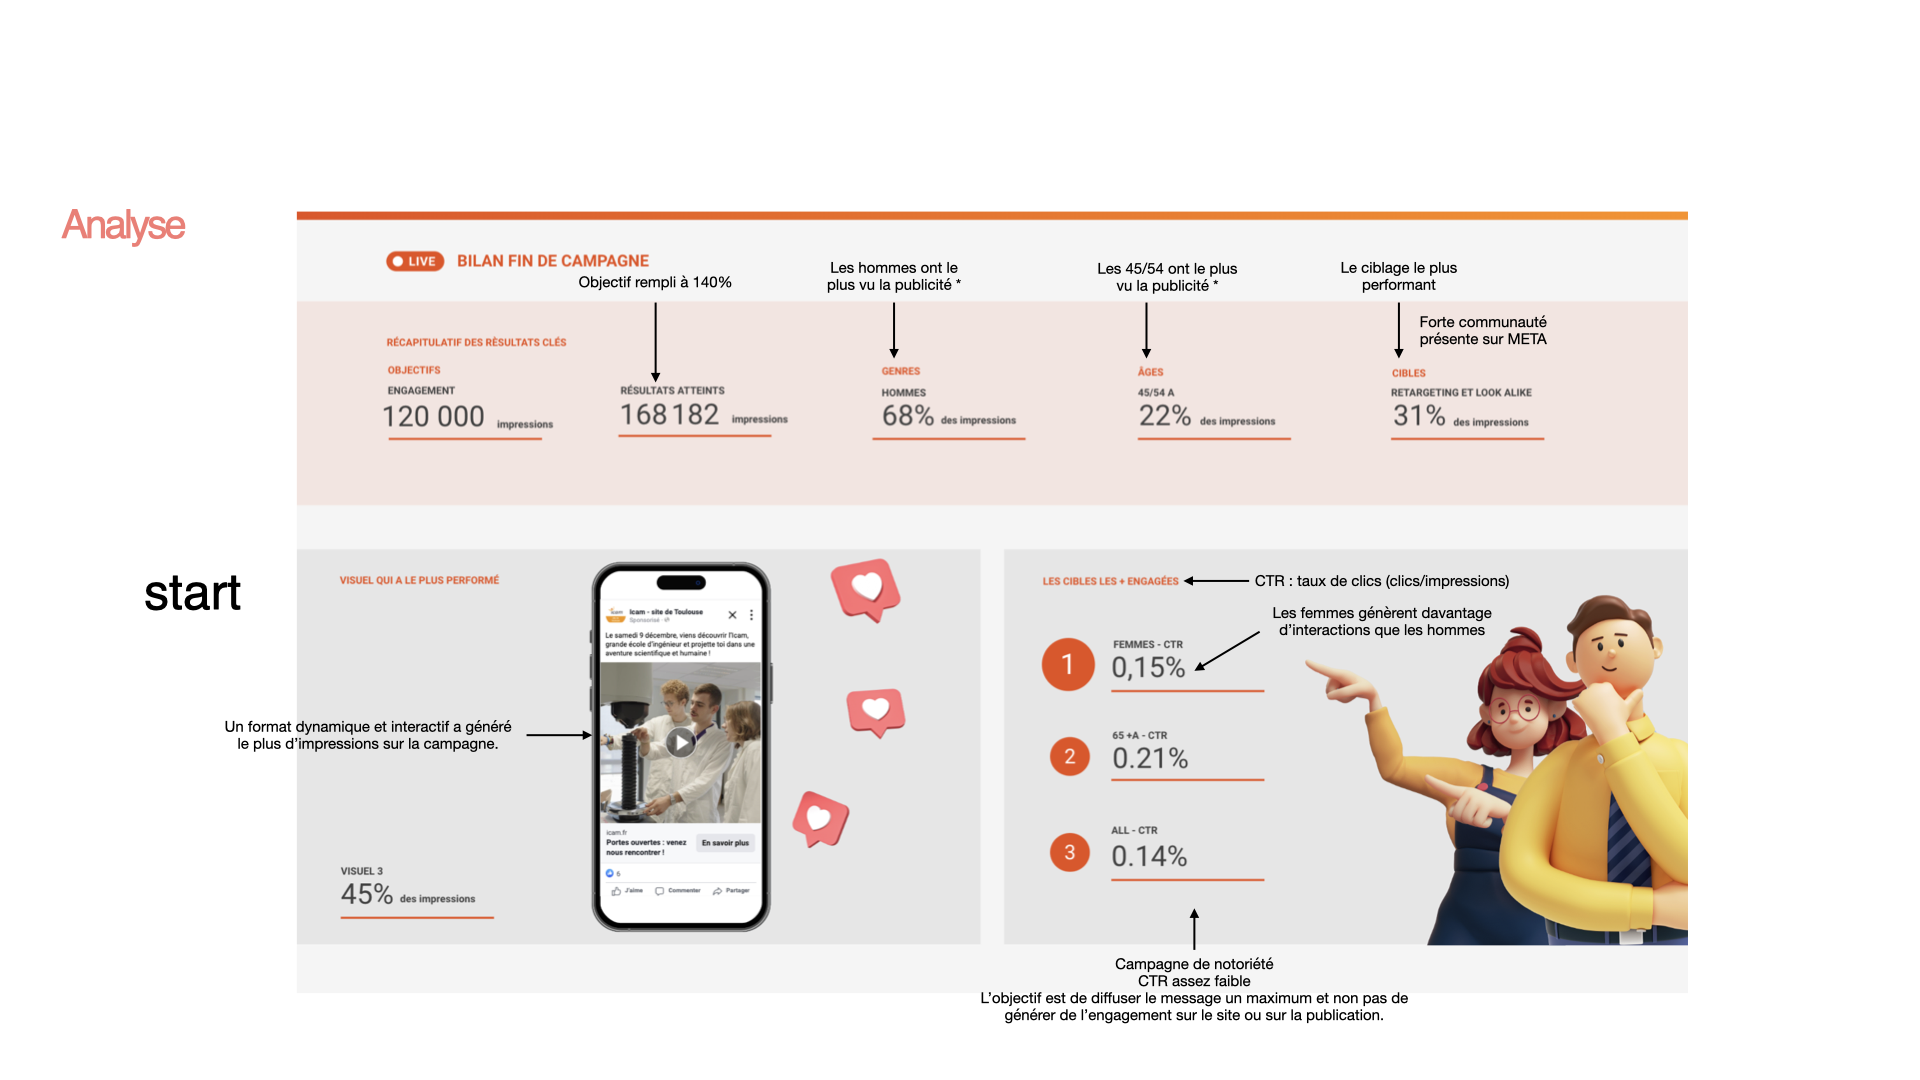 Analyse
LIVE
BILAN FIN DE CAMPAGNE
Objectif rempli à 140%
Les hommes ont le
plus vu la publicité *
Les 45/54 ont le plus
vu la publicité *
Le ciblage le plus
performant
Forte communauté
présente sur META
RÉCAPITULATIF DES RÉSULTATS CLÉS
OBJECTIFS
ENGAGEMENT
120 000 impressions
RÉSULTATS ATTEINTS
168 182 impressions
GENRES
HOMMES
68% des impressions
ÂGES
45/54 A
22% des impressions
CIBLES
RETARGETING ET LOOK ALIKE
31% des impressions
start
VISUEL QUI A LE PLUS PERFORMÉ
Un format dynamique et interactif a généré
le plus d'impressions sur la campagne.
VISUEL 3
45% des impressions
Icam - site de Toulouse
Sponsorisé
Le samedi 9 décembre, viens découvrir l'Icam,
grande école d'ingénieur et projette toi dans une
aventure scientifique et humaine !
icam.fr
Portes ouvertes : venez
nous rencontrer !
En savoir plus
6
J'aime Commenter Partager
LES CIBLES LES + ENGAGÉES
CTR : taux de clics (clics/impressions)
Les femmes génèrent davantage
d'interactions que les hommes
1
FEMMES - CTR
0,15%
2
65 +A - CTR
0.21%
3
ALL - CTR
0.14%
Campagne de notoriété
CTR assez faible
L'objectif est de diffuser le message un maximum et non pas de
générer de l'engagement sur le site ou sur la publication.